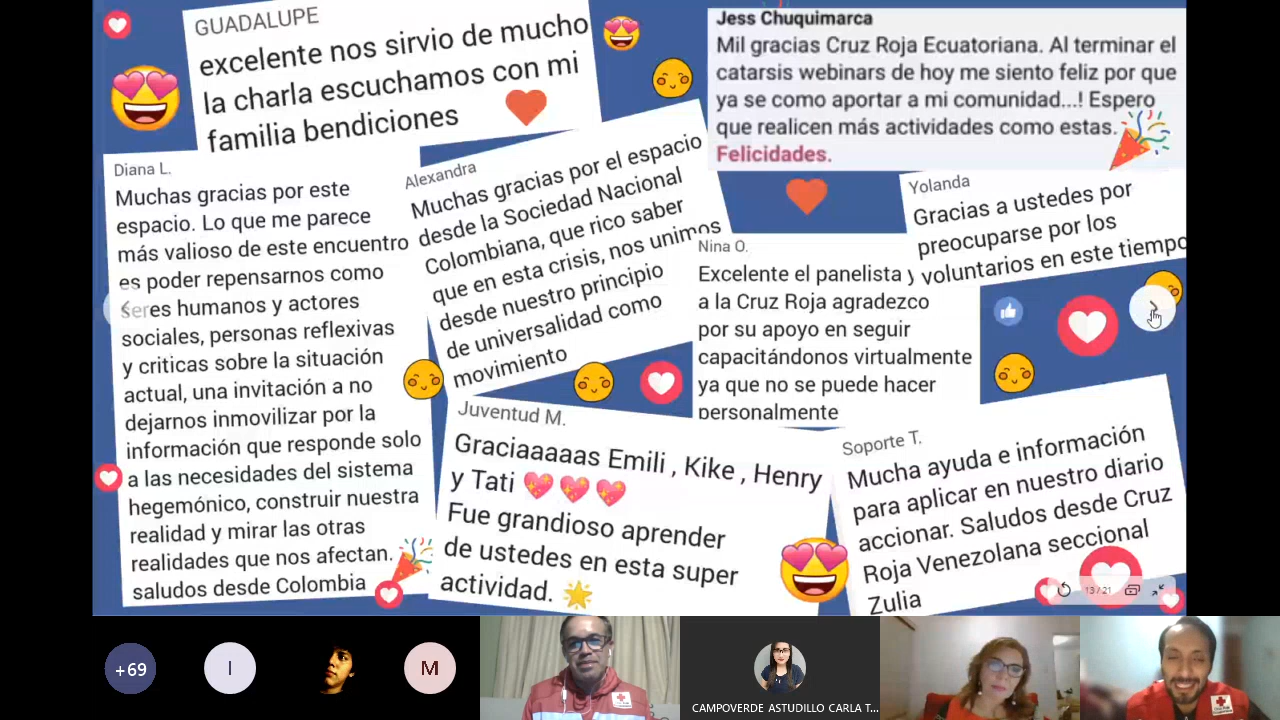 GUADALUPE
excelente nos sirvio de mucho
la charla escuchamos con mi
familia bendiciones
Jess Chuquimarca
Mil gracias Cruz Roja Ecuatoriana. Al terminar el
catarsis webinars de hoy me siento feliz por que
ya se como aportar a mi comunidad...! Espero
que realicen más actividades como estas.
Felicidades.
Diana L.
Muchas gracias por este
espacio. Lo que me parece
más valioso de este encuentro
es poder repensarnos como
seres humanos y actores
sociales, personas reflexivas
y criticas sobre la situación
actual, una invitación a no
dejarnos inmovilizar por la
información que responde solo
a las necesidades del sistema
hegemónico, construir nuestra
realidad y mirar las otras
realidades que nos afectan.
saludos desde Colombia
Alexandra
Muchas gracias por el espacio
desde la Sociedad Nacional
Colombiana, que rico saber
que en esta crisis, nos unimos
desde nuestro principio
de universalidad como
movimiento
Yolanda
Gracias a ustedes por
preocuparse por los
voluntarios en este tiempo
Nina O.
Excelente el panelista y
a la Cruz Roja agradezco
por su apoyo en seguir
capacitándonos virtualmente
ya que no se puede hacer
personalmente
Juventud M.
Graciaaaaas Emili , Kike , Henry
y Tati
Fue grandioso aprender
de ustedes en esta super
actividad.
Soporte T.
Mucha ayuda e información
para aplicar en nuestro diario
accionar. Saludos desde Cruz
Roja Venezolana seccional
Zulia
13 / 21
+69
I
M
CAMPOVERDE ASTUDILLO CARLA T...